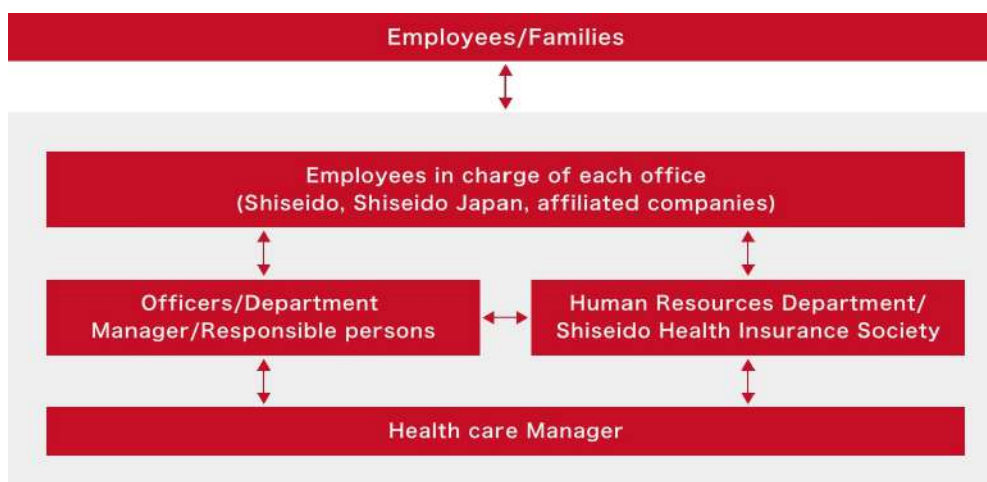 Employees/Families
Employees in charge of each office
(Shiseido, Shiseido Japan, affiliated companies)
Officers/Department
Manager/Responsible persons
Human Resources Department/
Shiseido Health Insurance Society
Health care Manager